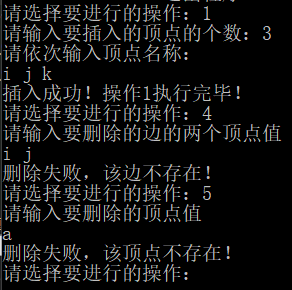 请选择要进行的操作：1
请输入要插入的顶点的个数：3
请依次输入顶点名称：
i j k
插入成功！操作1执行完毕！
请选择要进行的操作：4
请输入要删除的边的两个顶点值
i j
删除失败，该边不存在！
请选择要进行的操作：5
请输入要删除的顶点值
a
删除失败，该顶点不存在！
请选择要进行的操作：